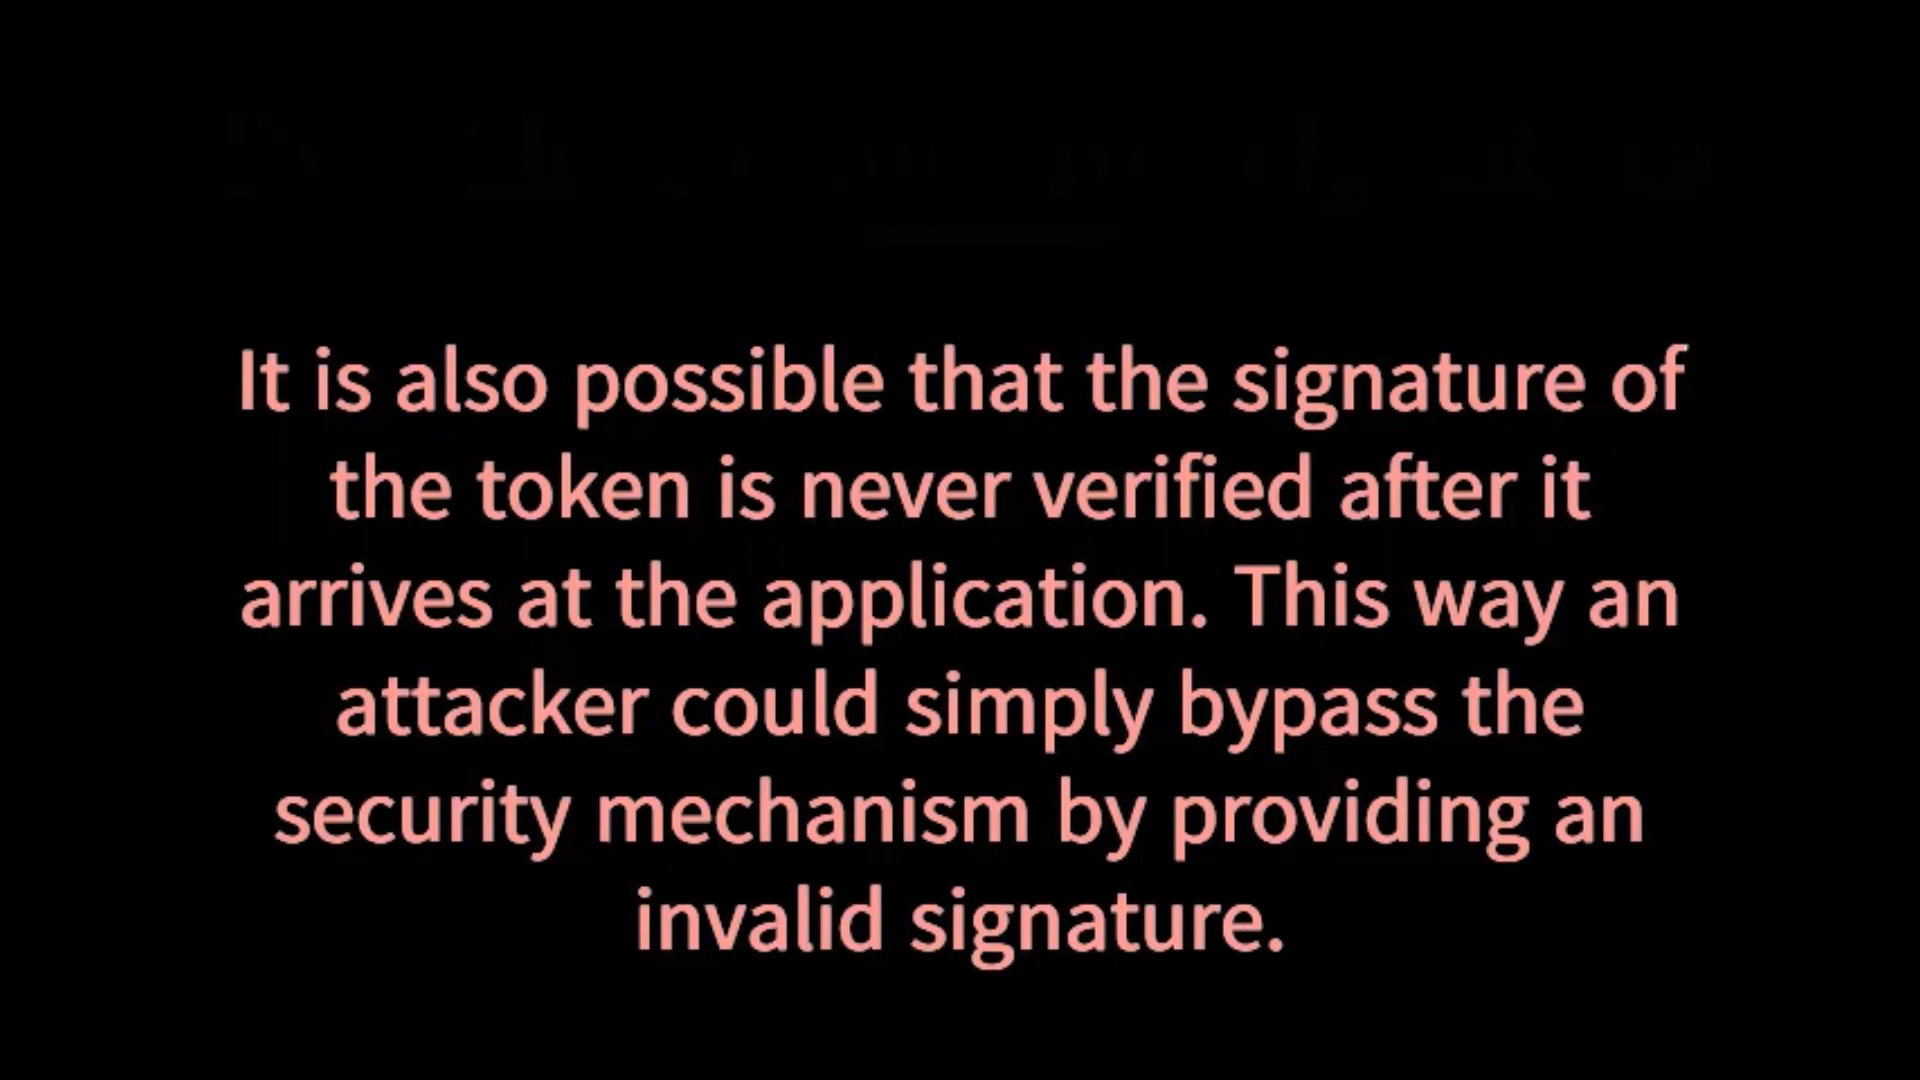 It is also possible that the signature of
the token is never verified after it
arrives at the application. This way an
attacker could simply bypass the
security mechanism by providing an
invalid signature.